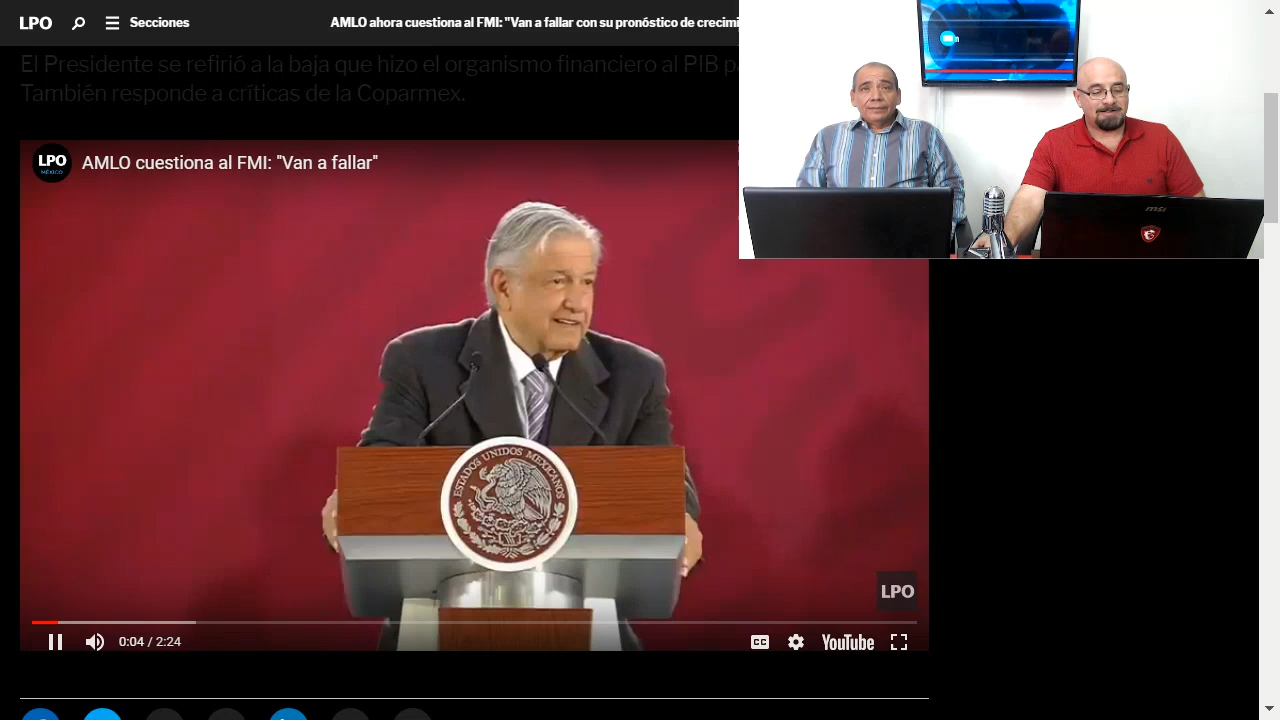 LPO
Secciones
AMLO ahora cuestiona al FMI: "Van a fallar con su pronóstico de
El Presidente se refirió a la baja que hizo el organismo financiero al PIB
También responde a críticas de la Coparmex.
LPO
MÉXICO
AMLO cuestiona al FMI: "Van a fallar"
ESTADOS UNIDOS MEXICANOS
msi
LPO
0:04 / 2:24
CC
YouTube